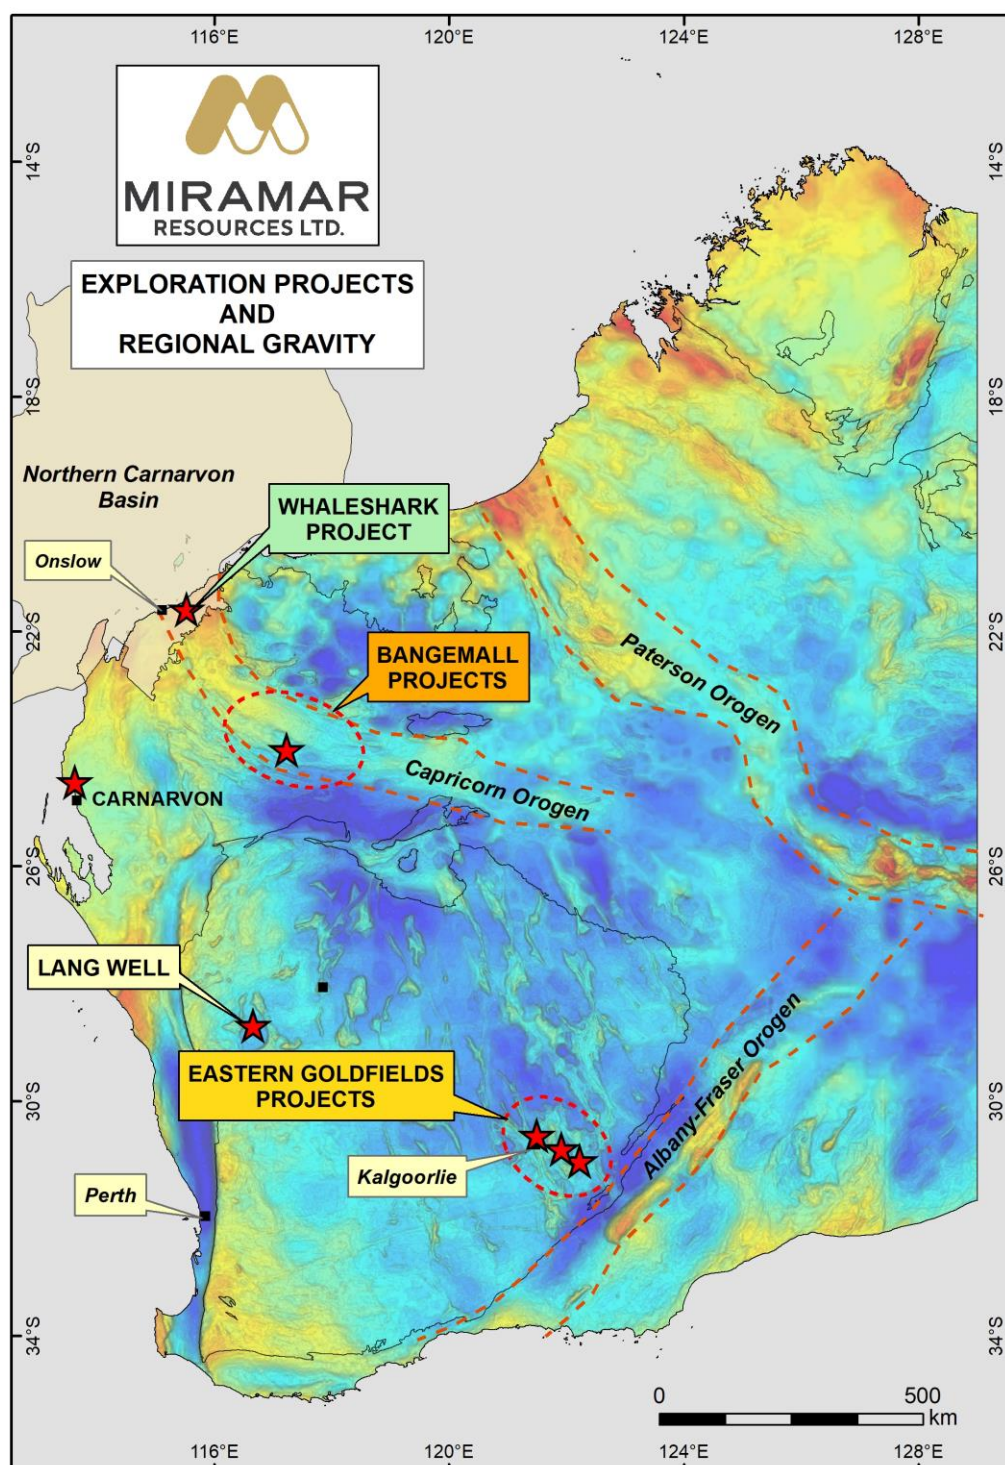 116°E
120°E
124°E
128°E
14°S
14°S
MIRAMAR
RESOURCES LTD.
EXPLORATION PROJECTS
AND
REGIONAL GRAVITY
18°S
18°S
Northern Carnarvon
Basin
WHALESHARK
PROJECT
Onslow
22°S
22°S
BANGEMALL
PROJECTS
Paterson Orogen
Capricorn Orogen
CARNARVON
26°S
26°S
LANG WELL
EASTERN GOLDFIELDS
PROJECTS
Albany-Fraser Orogen
30°S
30°S
Kalgoorlie
Perth
34°S
34°S
0
500
km
116°E
120°E
124°E
128°E